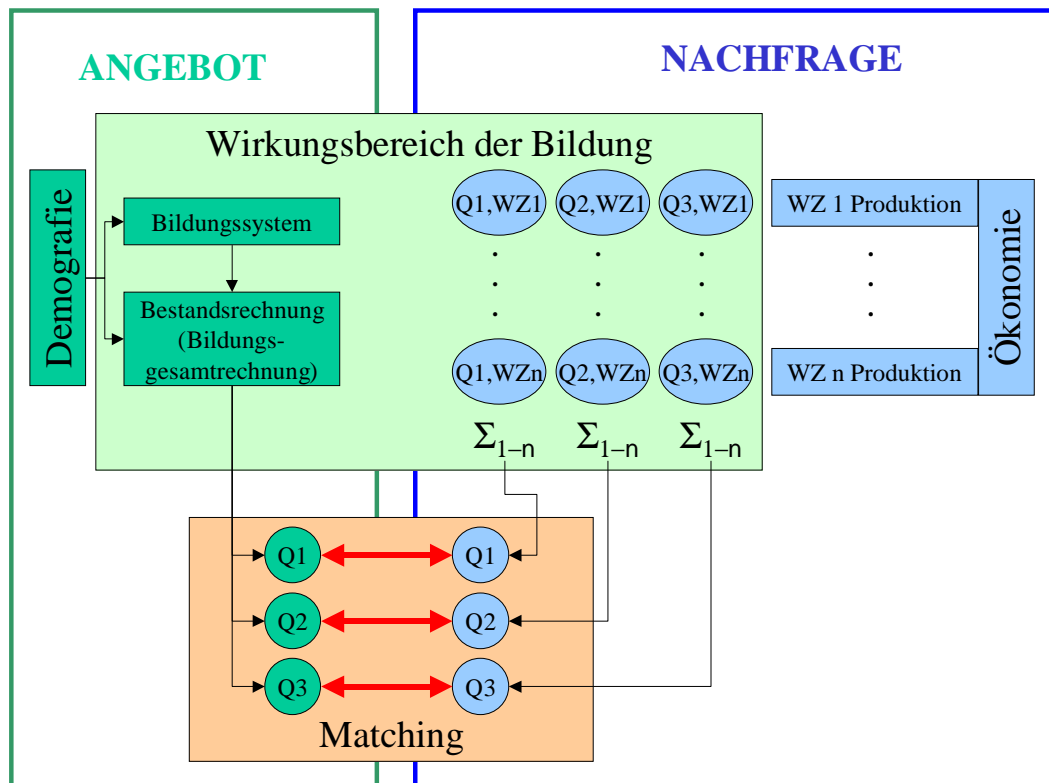 ANGEBOT
NACHFRAGE
Wirkungsbereich der Bildung
Demografie
Bildungssystem
Bestandsrechnung
(Bildungs-
gesamtrechnung)
Q1,WZ1
Q2,WZ1
Q3,WZ1
.
.
.
.
.
.
.
.
.
Q1,WZn
Q2,WZn
Q3,WZn
Σ1–n
Σ1–n
Σ1–n
WZ 1 Produktion
.
.
.
WZ n Produktion
Ökonomie
Q1
Q1
Q2
Q2
Q3
Q3
Matching